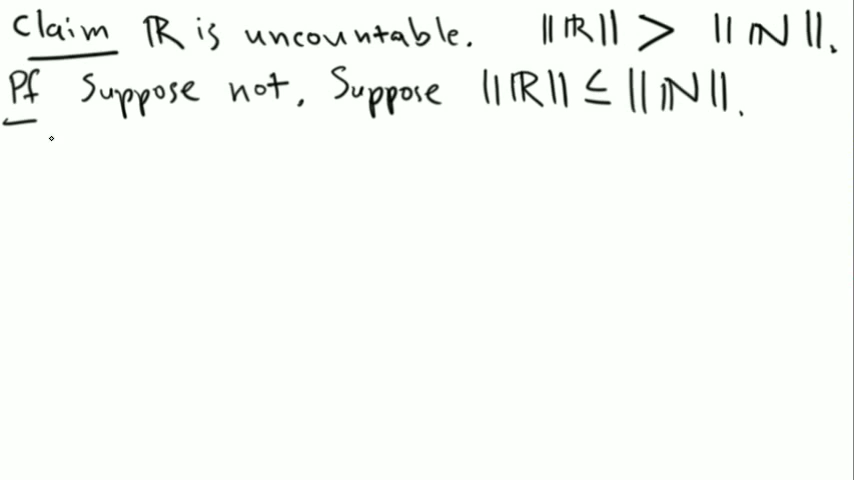 Claim ℝ is uncountable. ||ℝ|| > ||ℕ||.
Pf Suppose not. Suppose ||ℝ|| ≤ ||ℕ||.